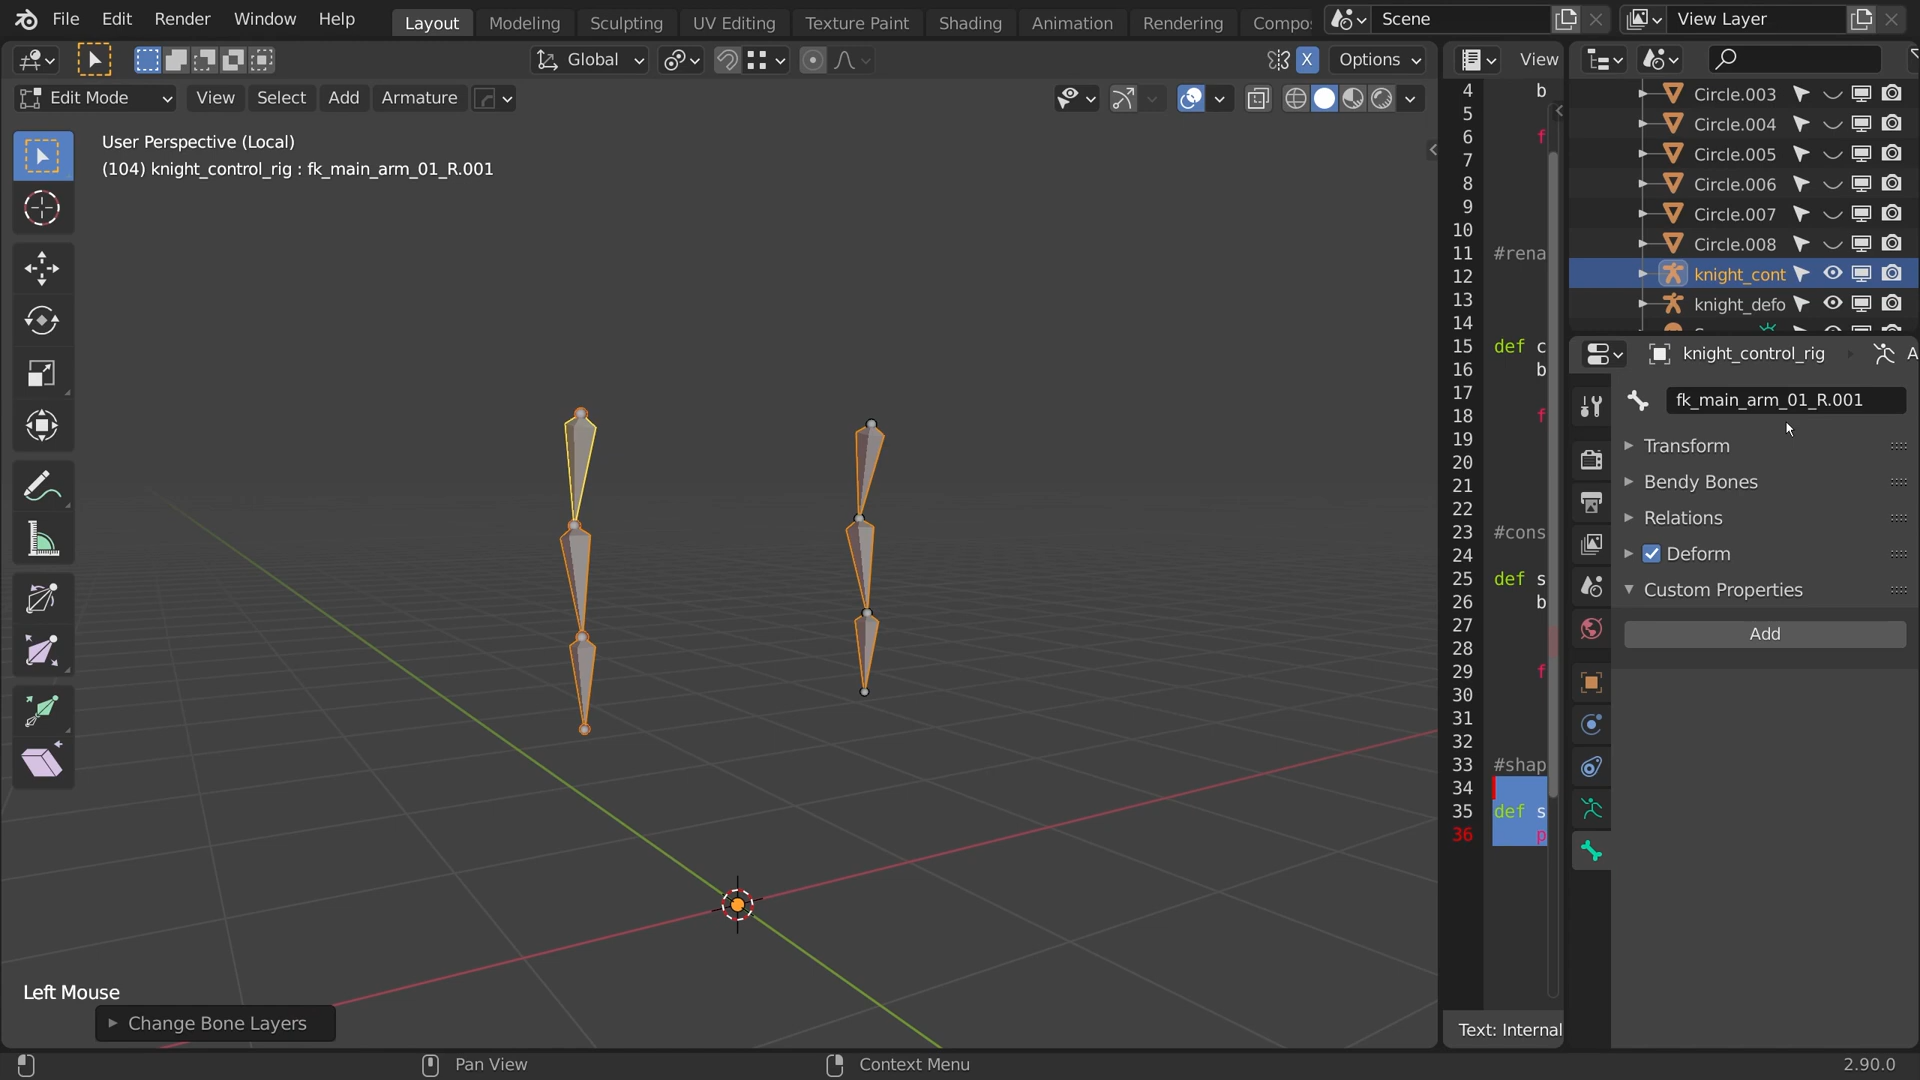 File Edit Render Window Help Layout Modeling Sculpting UV Editing Texture Paint Shading Animation Rendering Compo Scene View Layer
Global Options View
Edit Mode View Select Add Armature
User Perspective (Local)
(104) knight_control_rig : fk_main_arm_01_R.001
Left Mouse
Change Bone Layers
4 b
5
6 f
7
8
9
10
11 #rena
12
13
14
15 def c
16 b
17
18 f
19
20
21
22
23 #cons
24
25 def s
26 b
27
28
29 f
30
31
32
33 #shap
34
35 def s
36 p
Text: Internal
Circle.003
Circle.004
Circle.005
Circle.006
Circle.007
Circle.008
knight_cont
knight_defo
knight_control_rig A
fk_main_arm_01_R.001
Transform
Bendy Bones
Relations
Deform
Custom Properties
Add
Pan View Context Menu 2.90.0